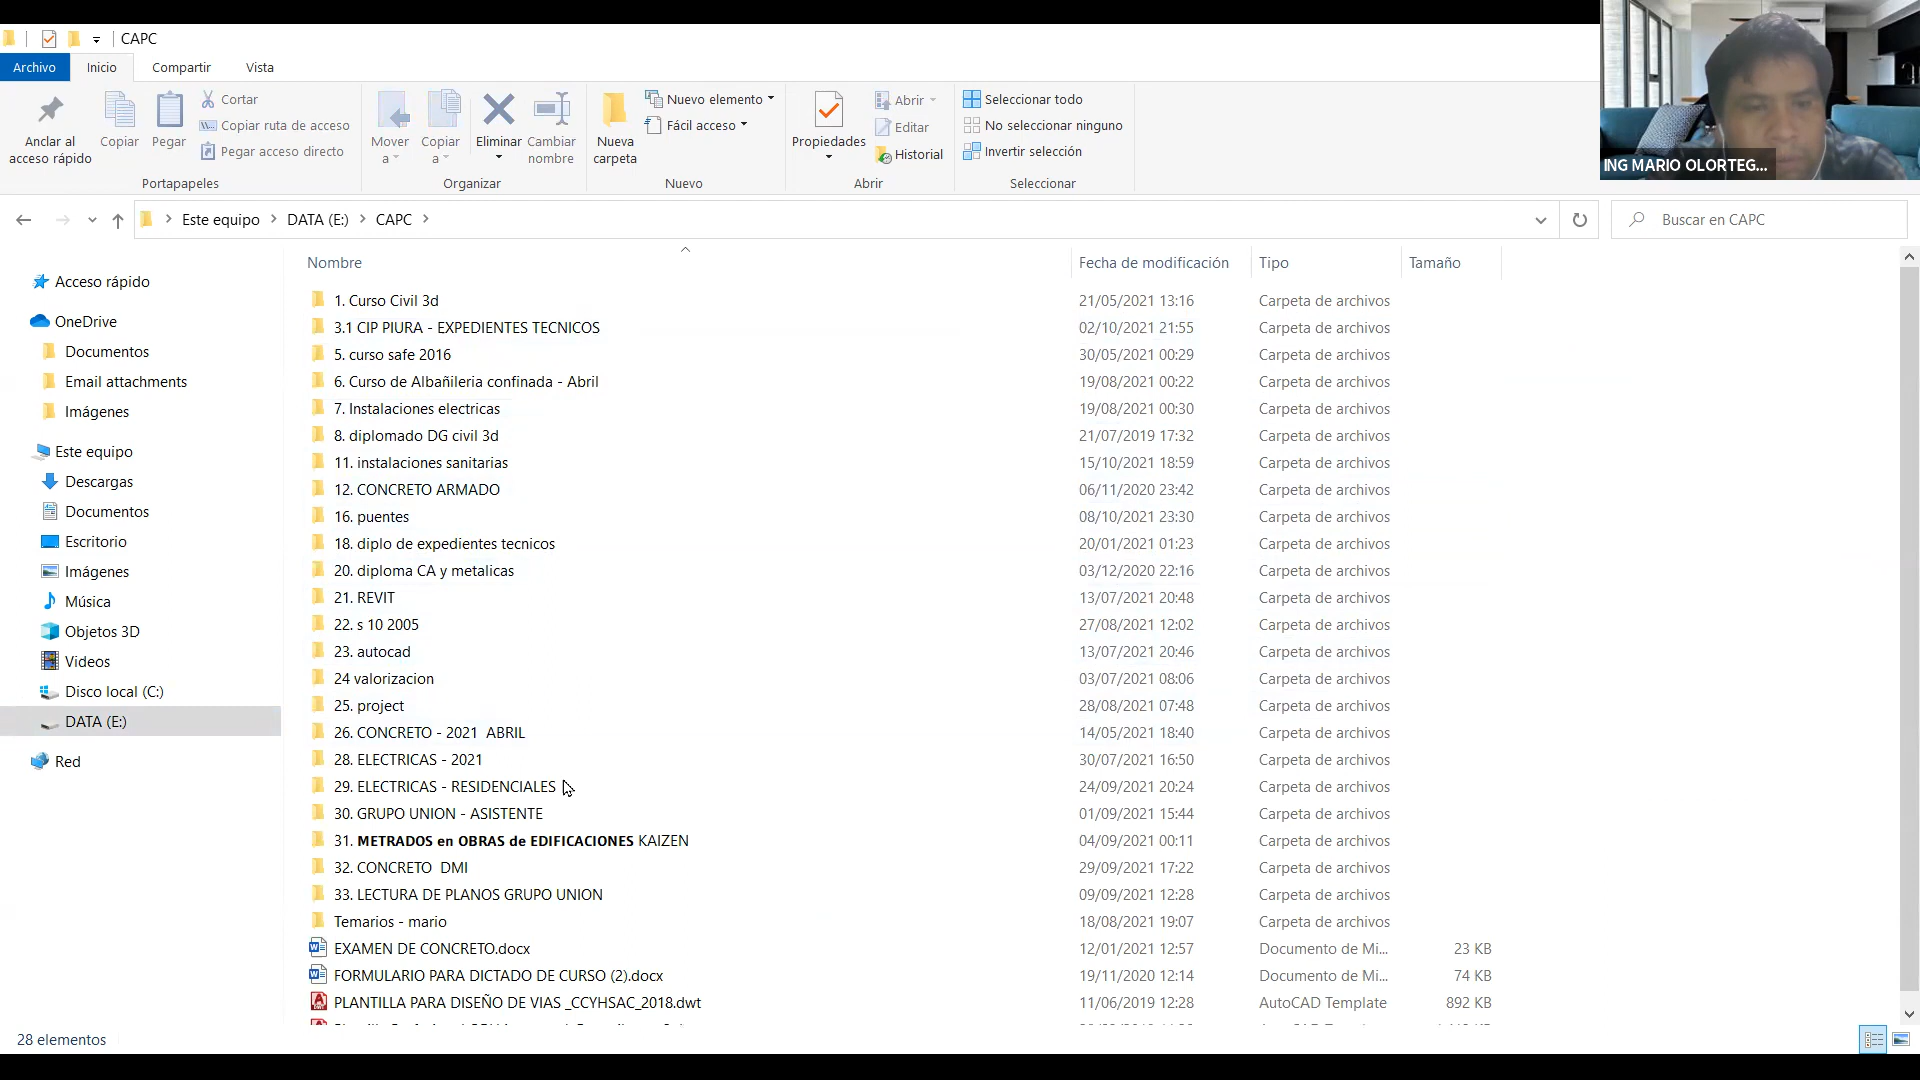 CAPC
Archivo Inicio Compartir Vista
Anclar al acceso rápido
Copiar
Pegar
Cortar
Copiar ruta de acceso
Pegar acceso directo
Portapapeles
Mover a
Copiar a
Eliminar
Cambiar nombre
Organizar
Nueva carpeta
Nuevo elemento
Fácil acceso
Nuevo
Propiedades
Abrir
Editar
Historial
Abrir
Seleccionar todo
No seleccionar ninguno
Invertir selección
Seleccionar
ING MARIO OLORTEG...
Este equipo > DATA (E:) > CAPC >
Buscar en CAPC
Acceso rápido
OneDrive
Documentos
Email attachments
Imágenes
Este equipo
Descargas
Documentos
Escritorio
Imágenes
Música
Objetos 3D
Videos
Disco local (C:)
DATA (E:)
Red
Nombre Fecha de modificación Tipo Tamaño
1. Curso Civil 3d 21/05/2021 13:16 Carpeta de archivos
3.1 CIP PIURA - EXPEDIENTES TECNICOS 02/10/2021 21:55 Carpeta de archivos
5. curso safe 2016 30/05/2021 00:29 Carpeta de archivos
6. Curso de Albañileria confinada - Abril 19/08/2021 00:22 Carpeta de archivos
7. Instalaciones electricas 19/08/2021 00:30 Carpeta de archivos
8. diplomado DG civil 3d 21/07/2019 17:32 Carpeta de archivos
11. instalaciones sanitarias 15/10/2021 18:59 Carpeta de archivos
12. CONCRETO ARMADO 06/11/2020 23:42 Carpeta de archivos
16. puentes 08/10/2021 23:30 Carpeta de archivos
18. diplo de expedientes tecnicos 20/01/2021 01:23 Carpeta de archivos
20. diploma CA y metalicas 03/12/2020 22:16 Carpeta de archivos
21. REVIT 13/07/2021 20:48 Carpeta de archivos
22. s 10 2005 27/08/2021 12:02 Carpeta de archivos
23. autocad 13/07/2021 20:46 Carpeta de archivos
24 valorizacion 03/07/2021 08:06 Carpeta de archivos
25. project 28/08/2021 07:48 Carpeta de archivos
26. CONCRETO - 2021 ABRIL 14/05/2021 18:40 Carpeta de archivos
28. ELECTRICAS - 2021 30/07/2021 16:50 Carpeta de archivos
29. ELECTRICAS - RESIDENCIALES 24/09/2021 20:24 Carpeta de archivos
30. GRUPO UNION - ASISTENTE 01/09/2021 15:44 Carpeta de archivos
31. METRADOS en OBRAS de EDIFICACIONES KAIZEN 04/09/2021 00:11 Carpeta de archivos
32. CONCRETO DMI 29/09/2021 17:22 Carpeta de archivos
33. LECTURA DE PLANOS GRUPO UNION 09/09/2021 12:28 Carpeta de archivos
Temarios - mario 18/08/2021 19:07 Carpeta de archivos
EXAMEN DE CONCRETO.docx 12/01/2021 12:57 Documento de Mi... 23 KB
FORMULARIO PARA DICTADO DE CURSO (2).docx 19/11/2020 12:14 Documento de Mi... 74 KB
PLANTILLA PARA DISEÑO DE VIAS _CCYHSAC_2018.dwt 11/06/2019 12:28 AutoCAD Template 892 KB
28 elementos